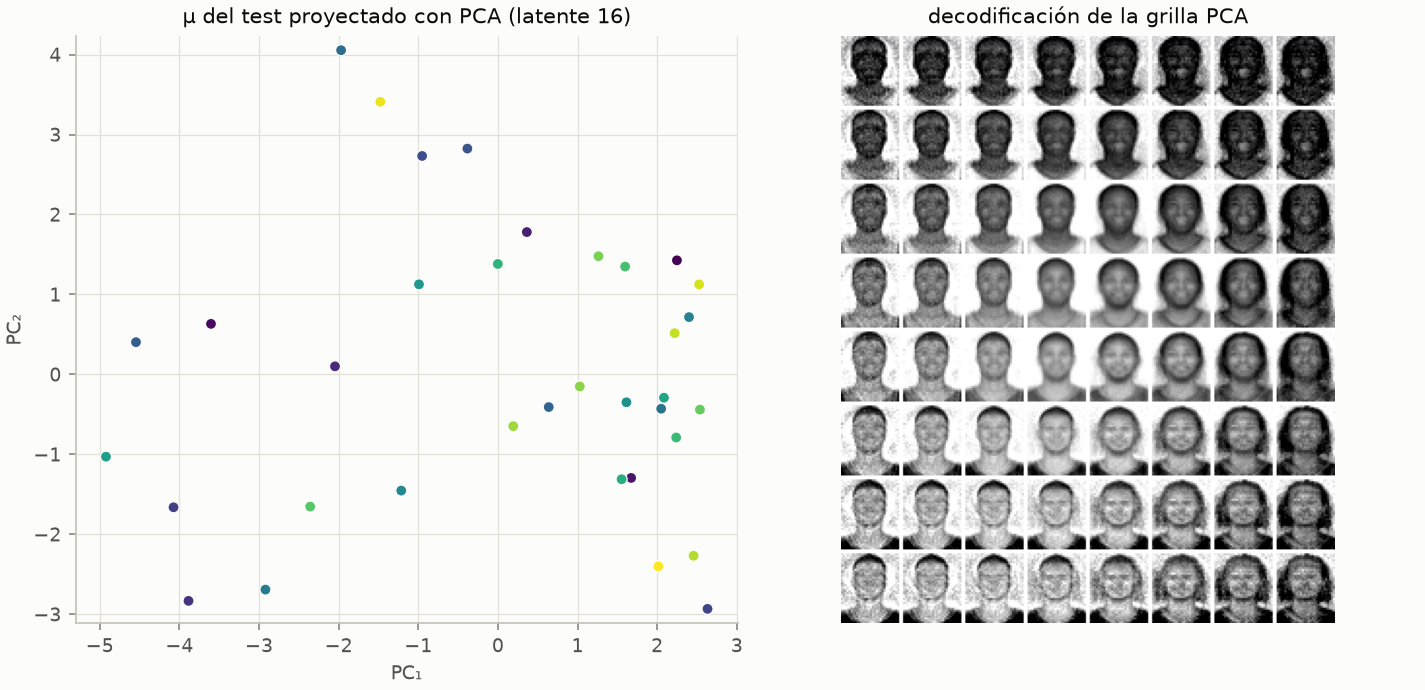 μ del test proyectado con PCA (latente 16)
decodificación de la grilla PCA
4
3
2
1
0
−1
−2
−3
PC₂
−5 −4 −3 −2 −1 0 1 2 3
PC₁